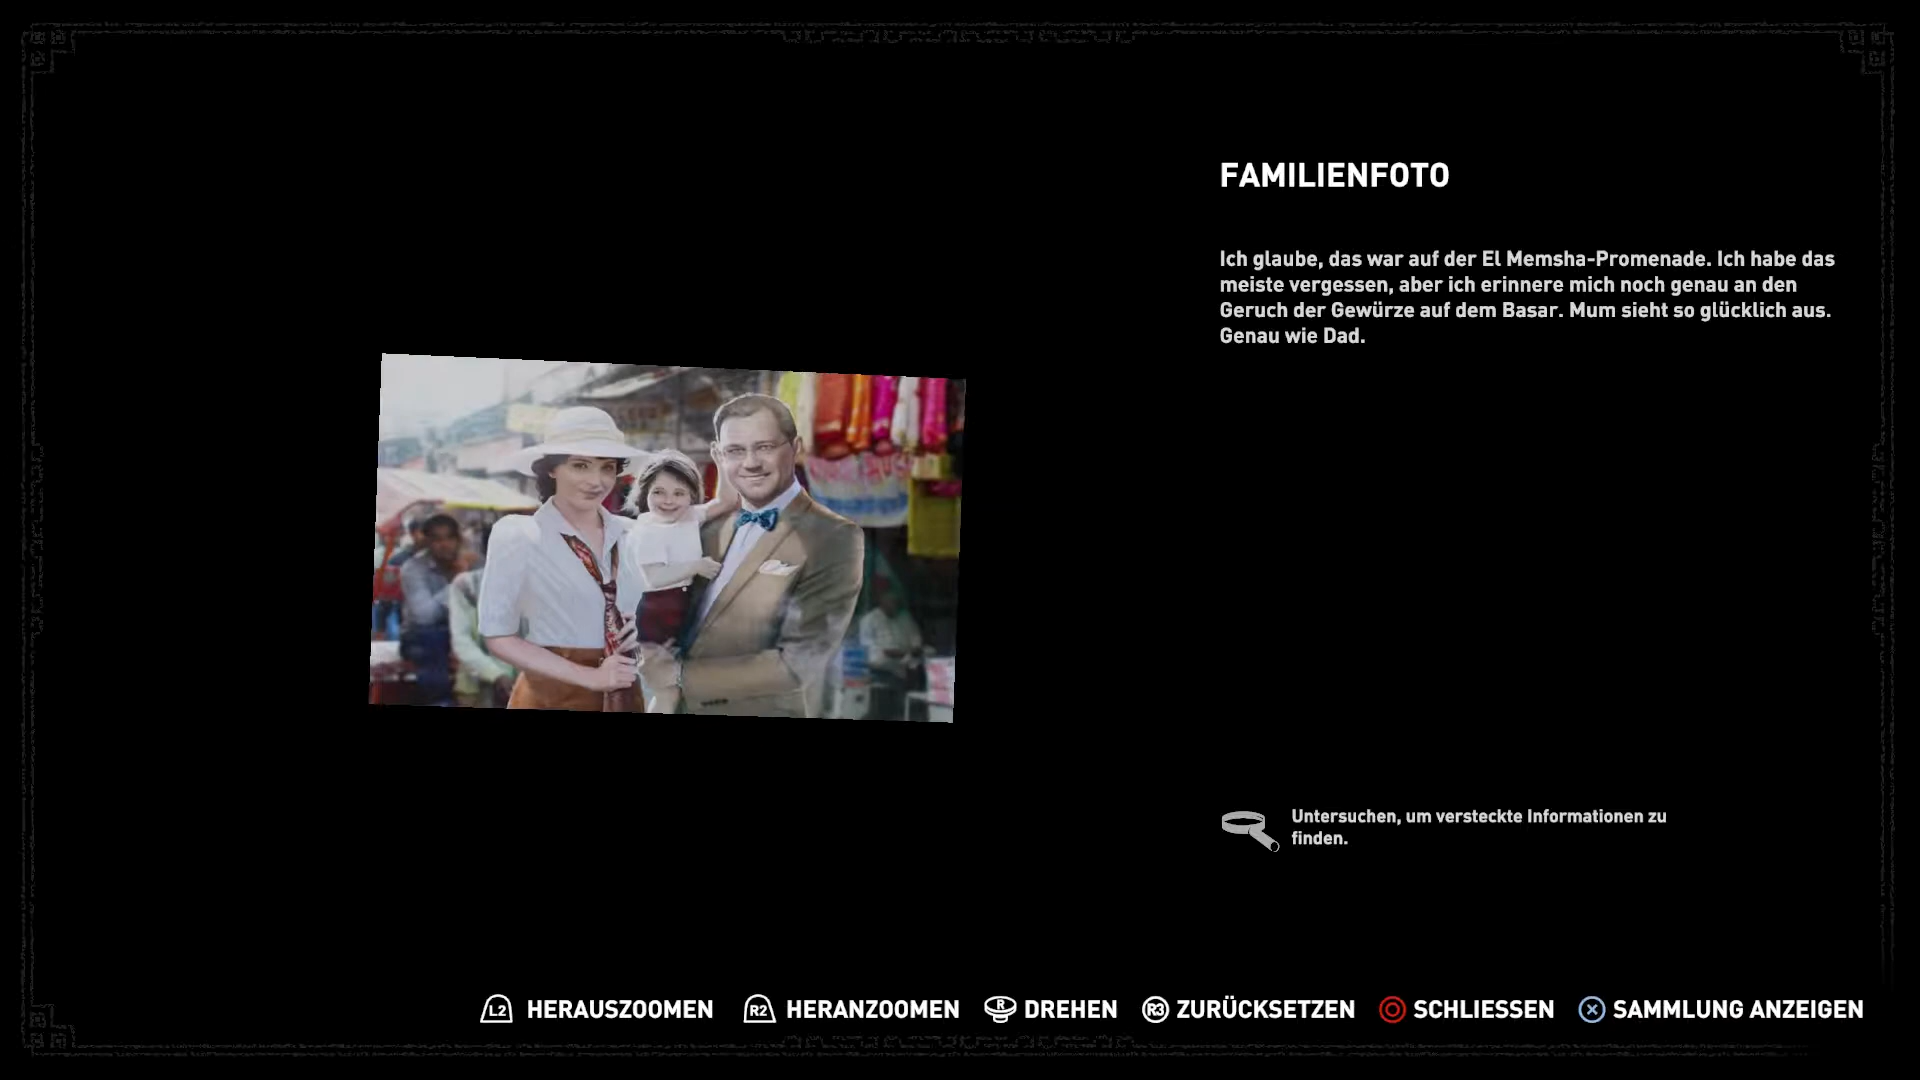 FAMILIENFOTO
Ich glaube, das war auf der El Memsha-Promenade. Ich habe das
meiste vergessen, aber ich erinnere mich noch genau an den
Geruch der Gewürze auf dem Basar. Mum sieht so glücklich aus.
Genau wie Dad.
Untersuchen, um versteckte Informationen zu
finden.
L2 HERAUSZOOMEN R2 HERANZOOMEN R DREHEN R3 ZURÜCKSETZEN SCHLIESSEN SAMMLUNG ANZEIGEN